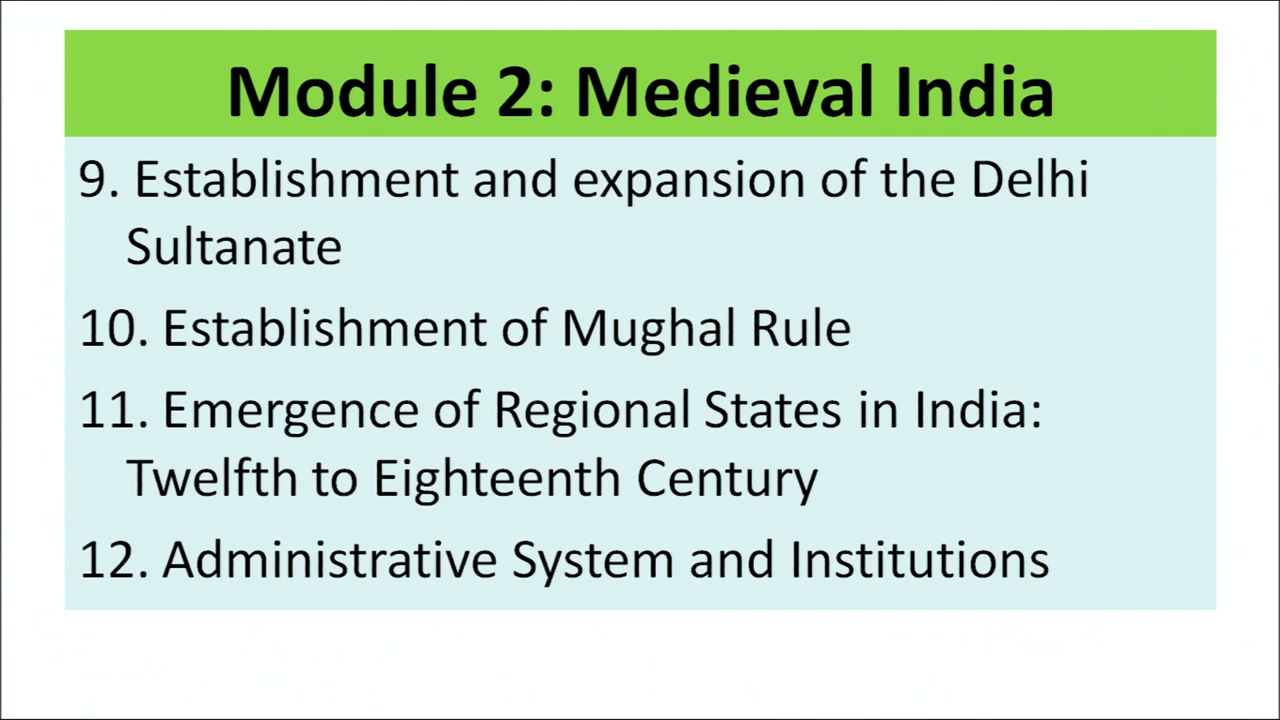 Module 2: Medieval India
9. Establishment and expansion of the Delhi
Sultanate
10. Establishment of Mughal Rule
11. Emergence of Regional States in India:
Twelfth to Eighteenth Century
12. Administrative System and Institutions